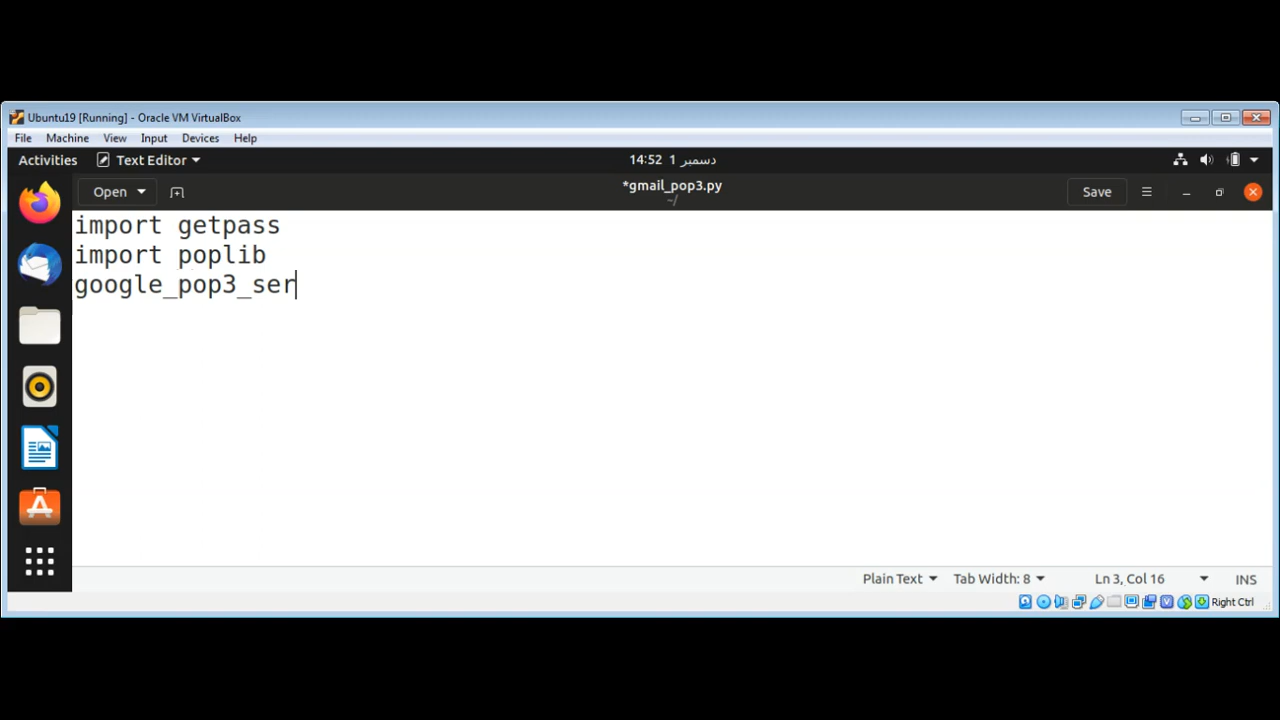 Ubuntu19 [Running] - Oracle VM VirtualBox
File Machine View Input Devices Help
Activities Text Editor 14:52 1 دسمبر
Open *gmail_pop3.py Save
~/
import getpass
import poplib
google_pop3_ser
Plain Text Tab Width: 8 Ln 3, Col 16 INS
Right Ctrl